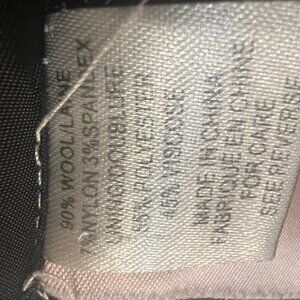 90% WOOL/LAINE
7% NYLON 3% SPANDEX
LINING/DOUBLURE
55% POLYESTER
45% VISCOSE
MADE IN CHINA
FABRIQUE EN CHINE
FOR CARE
SEE REVERSE